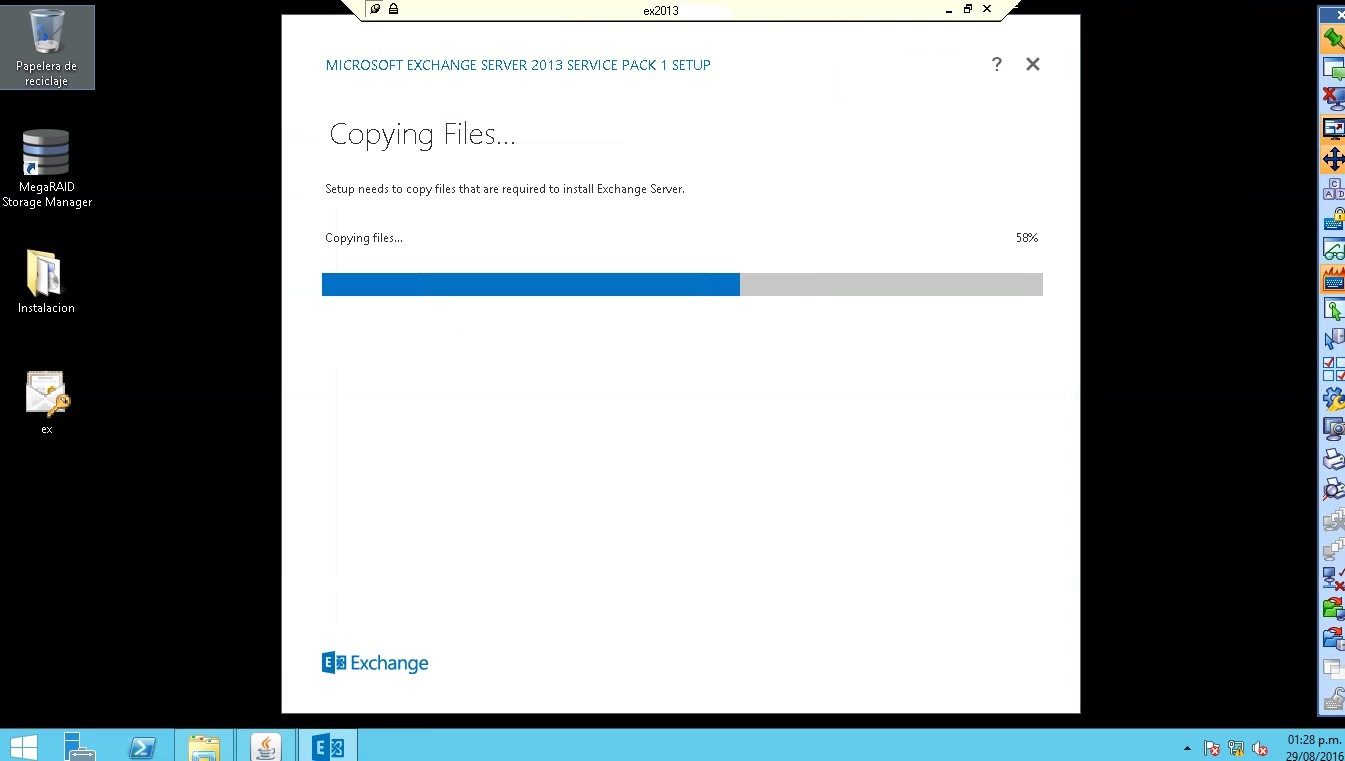 ex2013
Papelera de
reciclaje
MegaRAID
Storage Manager
Instalacion
ex
MICROSOFT EXCHANGE SERVER 2013 SERVICE PACK 1 SETUP
?
Copying Files...
Setup needs to copy files that are required to install Exchange Server.
Copying files...
58%
E Exchange
01:28 p.m.
29/08/2016